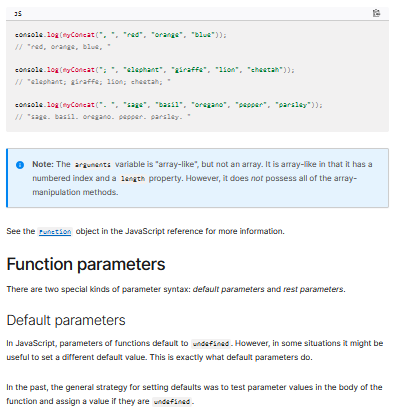 JS
console.log(myConcat(", ", "red", "orange", "blue"));
// "red, orange, blue, "
console.log(myConcat("; ", "elephant", "giraffe", "lion", "cheetah"));
// "elephant; giraffe; lion; cheetah; "
console.log(myConcat(". ", "sage", "basil", "oregano", "pepper", "parsley"));
// "sage. basil. oregano. pepper. parsley. "
Note: The arguments variable is "array-like", but not an array. It is array-like in that it has a
numbered index and a length property. However, it does not possess all of the array-
manipulation methods.
See the Function object in the JavaScript reference for more information.
Function parameters
There are two special kinds of parameter syntax: default parameters and rest parameters.
Default parameters
In JavaScript, parameters of functions default to undefined. However, in some situations it might be
useful to set a different default value. This is exactly what default parameters do.
In the past, the general strategy for setting defaults was to test parameter values in the body of the
function and assign a value if they are undefined.